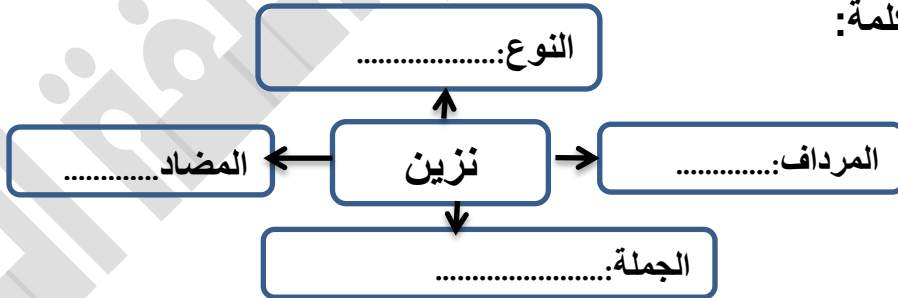 كلمة:
النوع:...................
نزين
المرداف:.............
المضاد.............
الجملة:.......................